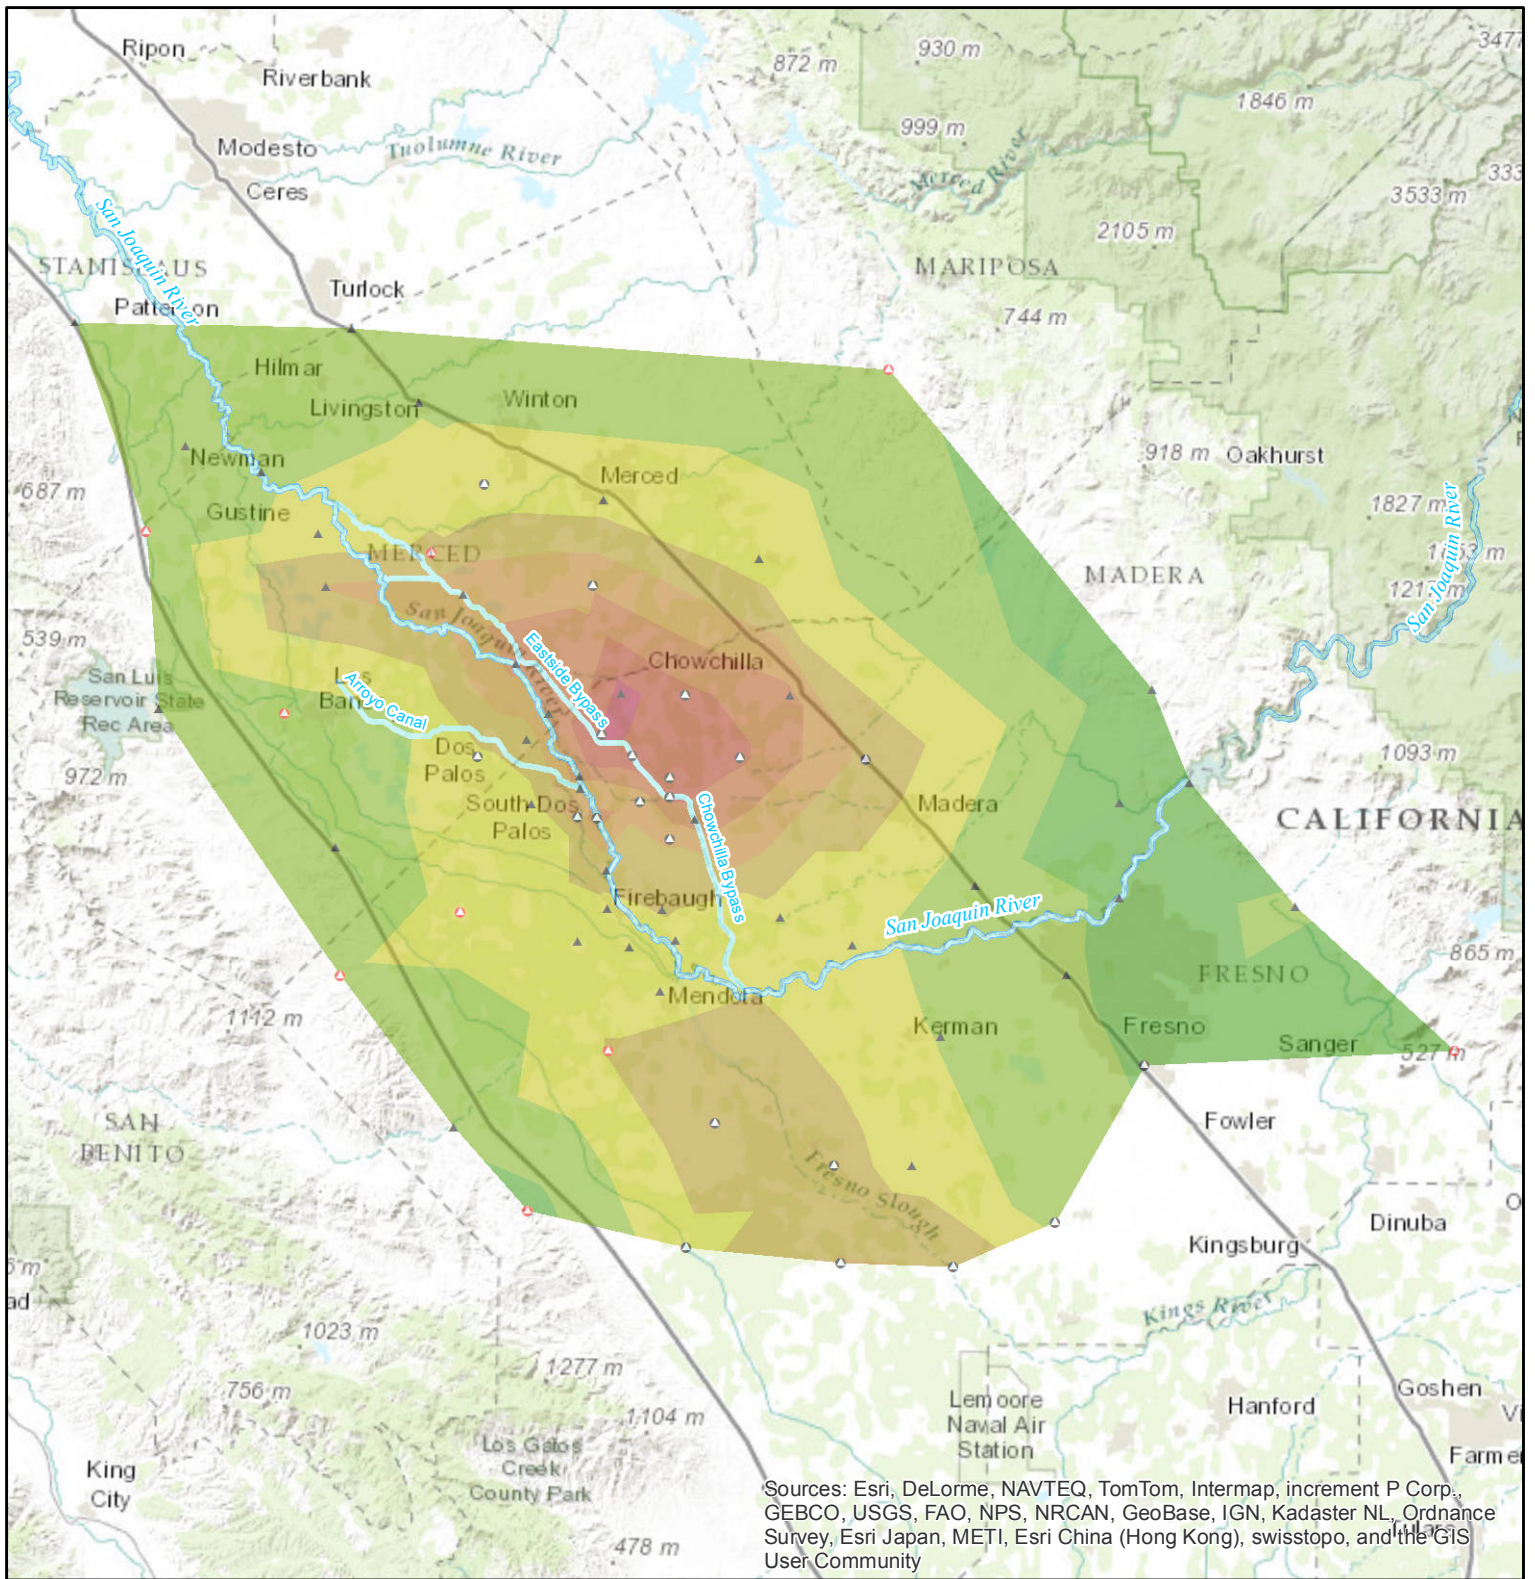 Ripon
930 m
3477
872 m
Riverbank
1846 m
999 m
Modesto
Tuolumne River
Merced River
Ceres
333
3533 m
San Joaquin River
2105 m
STANISLAUS
MARIPOSA
Turlock
Patterson
744 m
Hilmar
Winton
Livingston
Newman
918 m
Oakhurst
Merced
687 m
1827 m
Gustine
San Joaquin River
MERCED
MADERA
1217 m
San Joaquin River
539 m
Eastside Bypass
Chowchilla
San Luis
Reservoir State
Rec Area
Los
Banos
Arroyo Canal
Dos
Palos
1093 m
972 m
South Dos
Palos
Chowchilla Bypass
Madera
CALIFORNIA
Firebaugh
San Joaquin River
865 m
FRESNO
Mendota
1112 m
Kerman
Fresno
Sanger
527 m
SAN
BENITO
Fowler
Fresno Slough
Dinuba
Kingsburg
ad
Kings River
1023 m
1277 m
756 m
1104 m
Lemoore
Naval Air
Station
Goshen
Hanford
Vi
Los Gatos
Creek
County Park
Farme
King
City
Sources: Esri, DeLorme, NAVTEQ, TomTom, Intermap, increment P Corp.,
GEBCO, USGS, FAO, NPS, NRCAN, GeoBase, IGN, Kadaster NL, Ordnance
Survey, Esri Japan, METI, Esri China (Hong Kong), swisstopo, and the GIS
User Community
Tulare
478 m